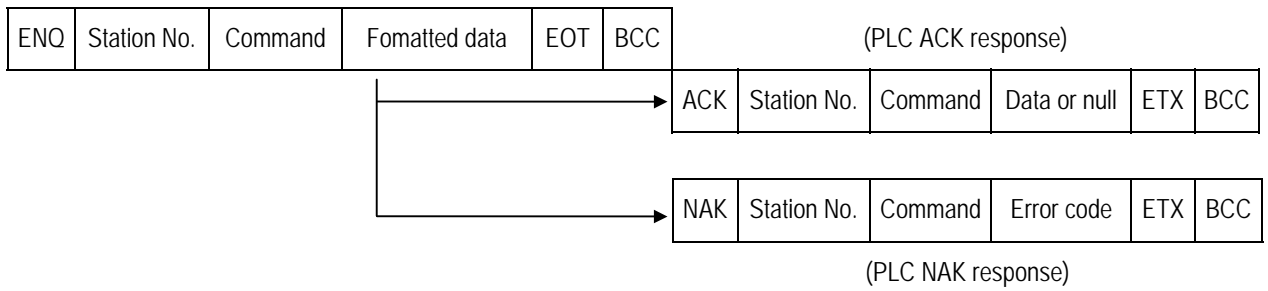 ENQ Station No. Command Fomatted data EOT BCC (PLC ACK response)
ACK Station No. Command Data or null ETX BCC
NAK Station No. Command Error code ETX BCC
(PLC NAK response)